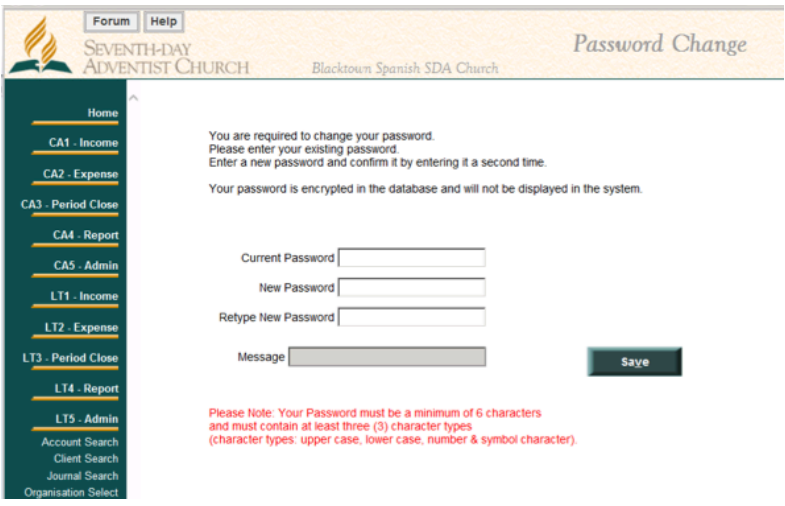 Forum Help
SEVENTH-DAY
ADVENTIST CHURCH
Blacktown Spanish SDA Church
Password Change
Home
CA1 - Income
CA2 - Expense
CA3 - Period Close
CA4 - Report
CA5 - Admin
LT1 - Income
LT2 - Expense
LT3 - Period Close
LT4 - Report
LT5 - Admin
Account Search
Client Search
Journal Search
Organisation Select
You are required to change your password.
Please enter your existing password.
Enter a new password and confirm it by entering it a second time.
Your password is encrypted in the database and will not be displayed in the system.
Current Password
New Password
Retype New Password
Message
Save
Please Note: Your Password must be a minimum of 6 characters
and must contain at least three (3) character types
(character types: upper case, lower case, number & symbol character).